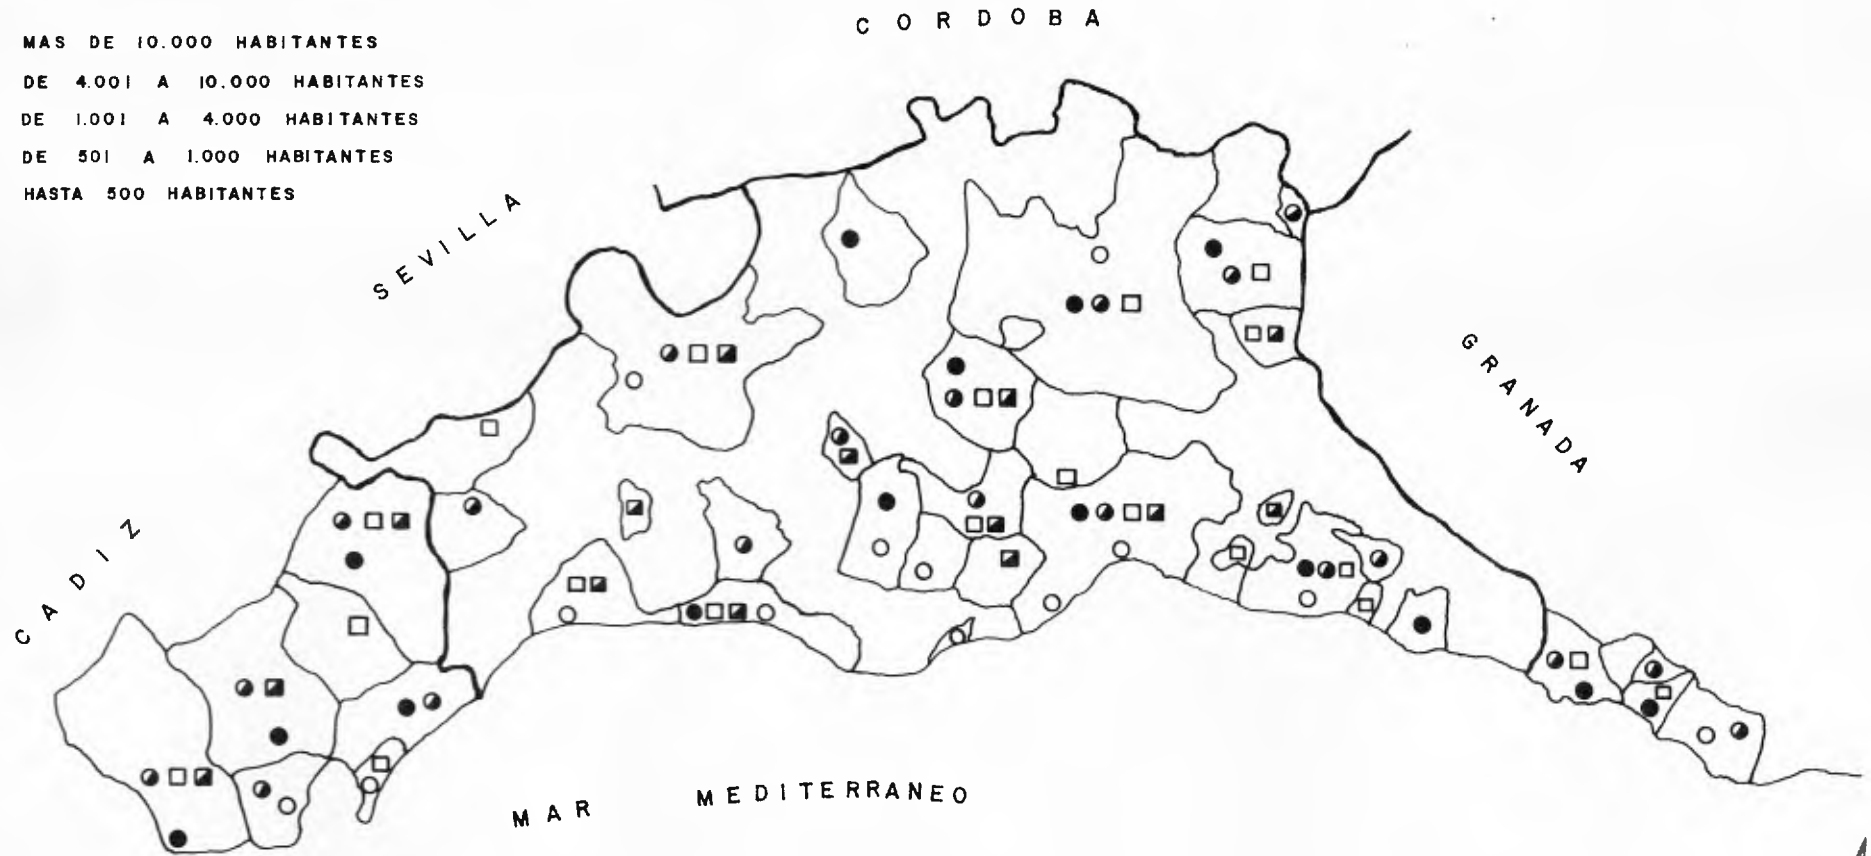 CORDOBA
MAS DE 10.000 HABITANTES
DE 4.001 A 10.000 HABITANTES
DE 1.001 A 4.000 HABITANTES
DE 501 A 1.000 HABITANTES
HASTA 500 HABITANTES
SEVILLA
GRANADA
CADIZ
MAR MEDITERRANEO